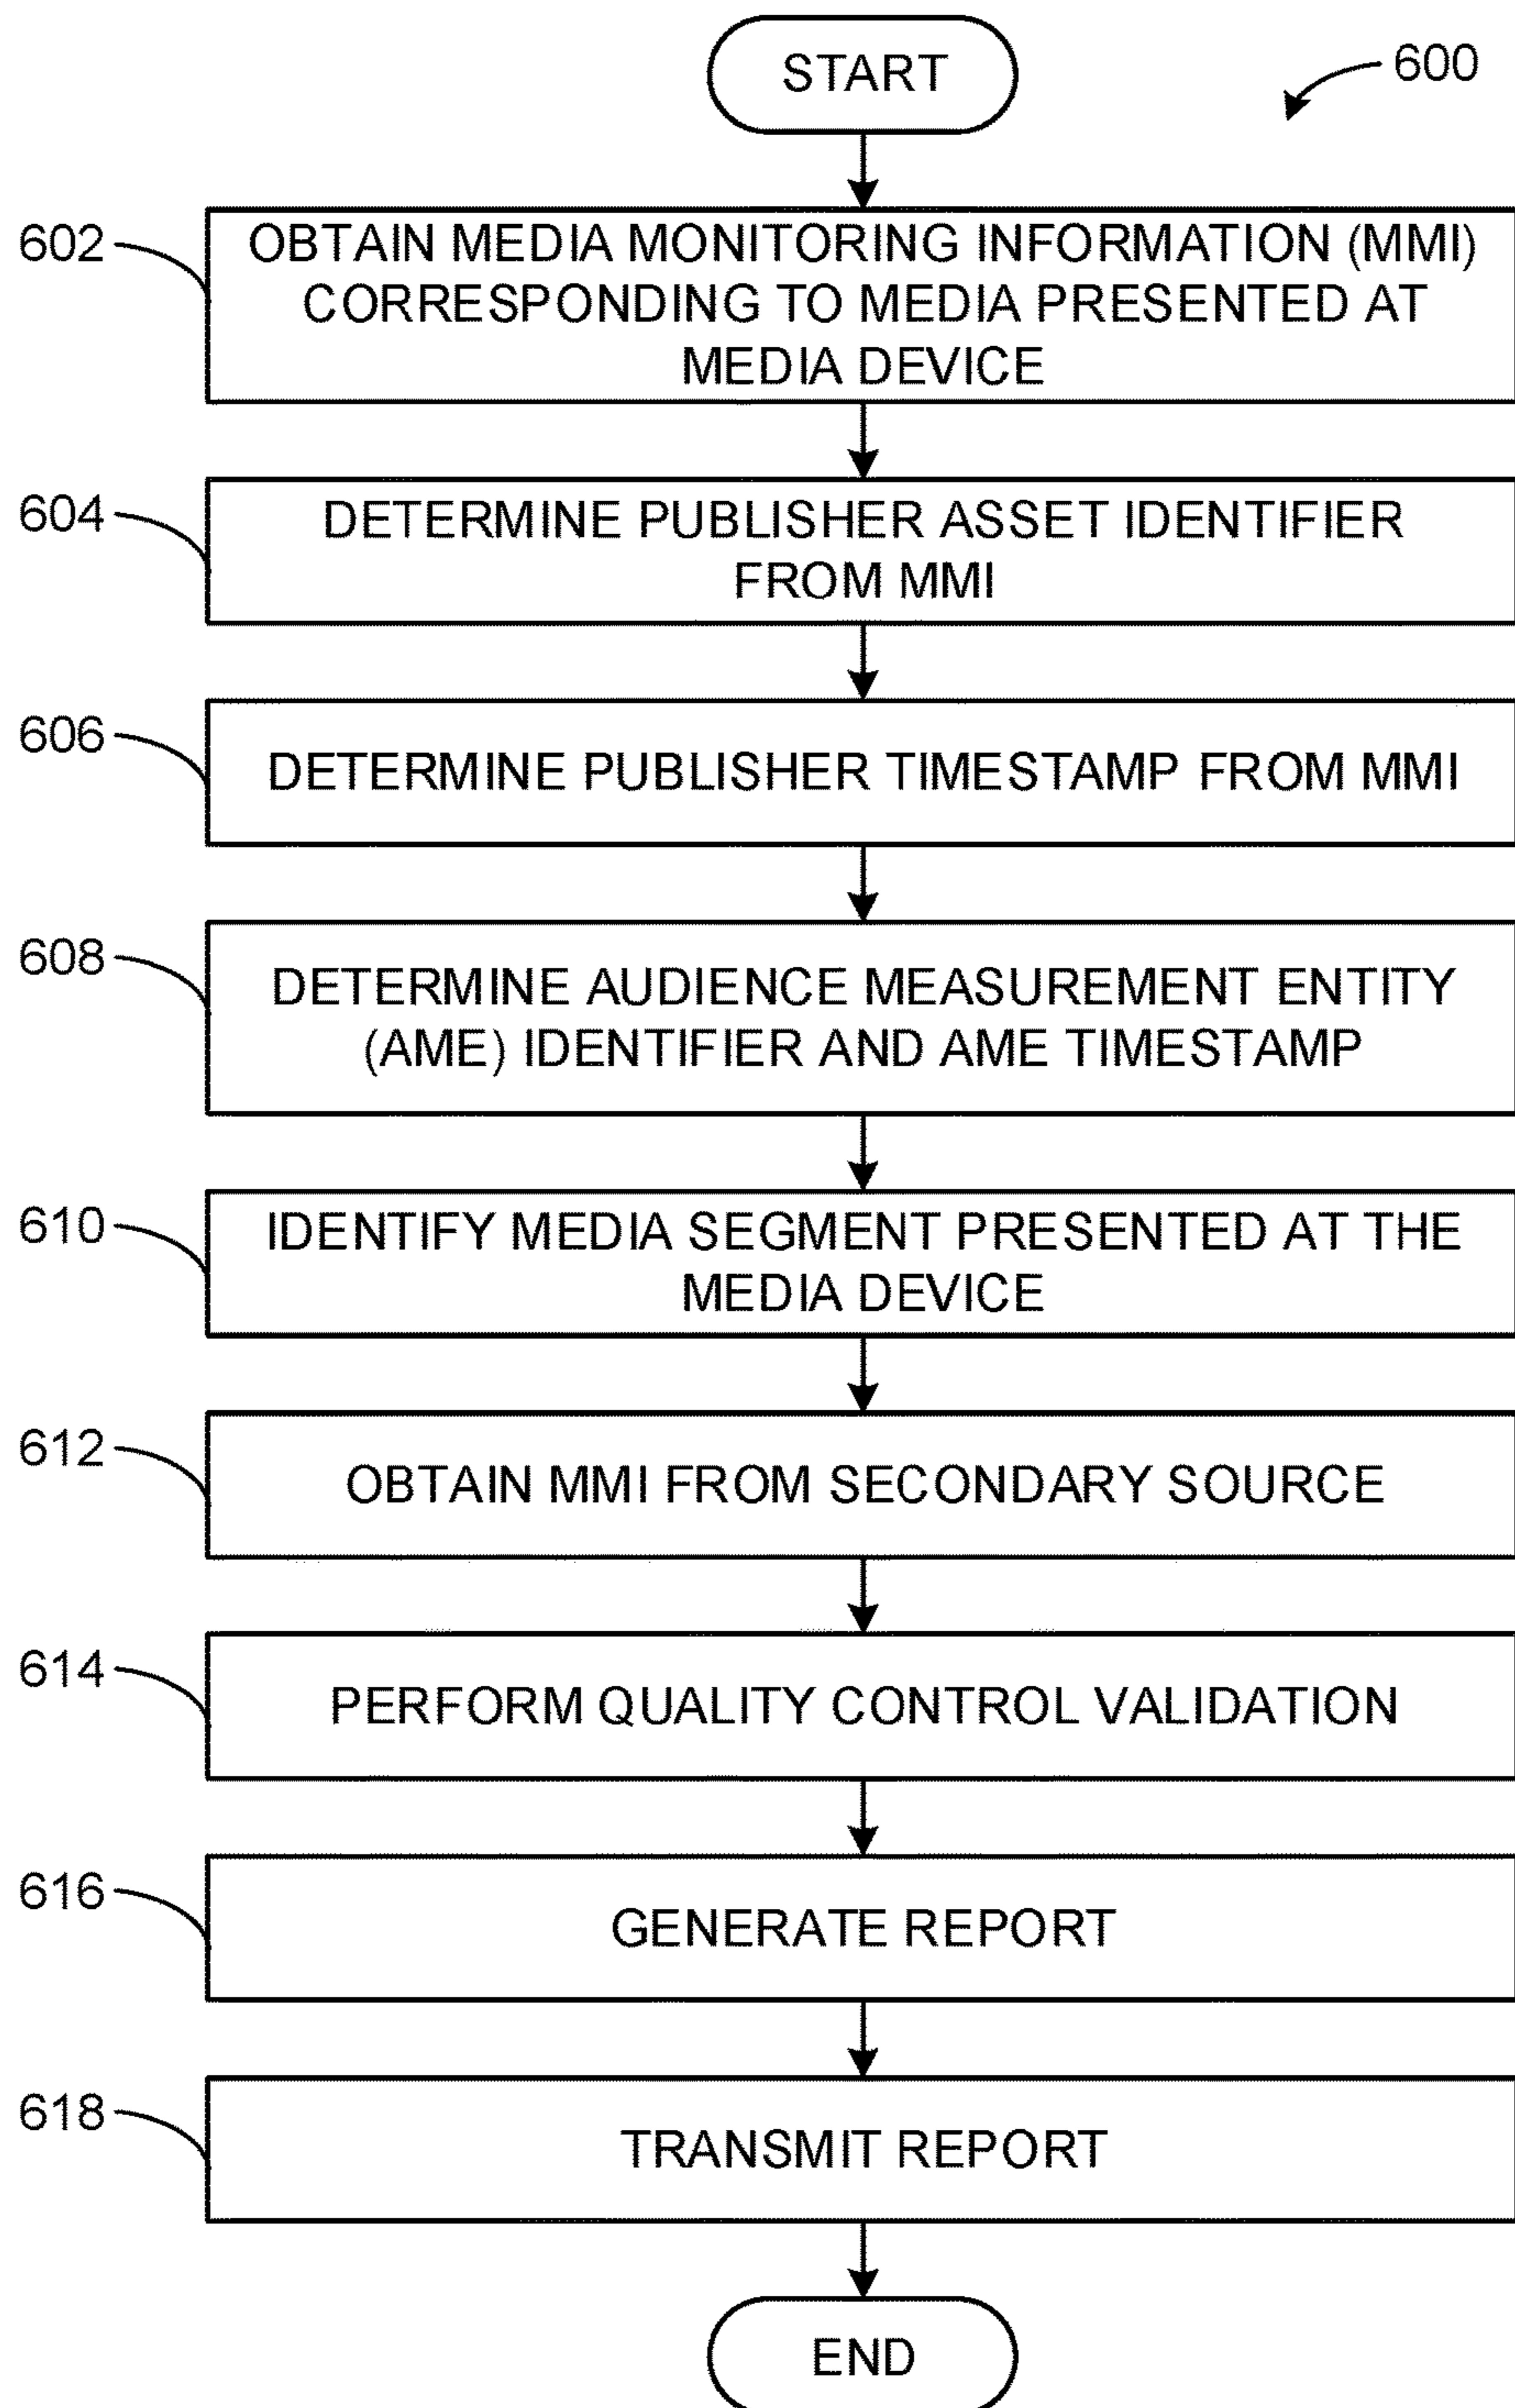 START
600
602
OBTAIN MEDIA MONITORING INFORMATION (MMI)
CORRESPONDING TO MEDIA PRESENTED AT
MEDIA DEVICE
604
DETERMINE PUBLISHER ASSET IDENTIFIER
FROM MMI
606
DETERMINE PUBLISHER TIMESTAMP FROM MMI
608
DETERMINE AUDIENCE MEASUREMENT ENTITY
(AME) IDENTIFIER AND AME TIMESTAMP
610
IDENTIFY MEDIA SEGMENT PRESENTED AT THE
MEDIA DEVICE
612
OBTAIN MMI FROM SECONDARY SOURCE
614
PERFORM QUALITY CONTROL VALIDATION
616
GENERATE REPORT
618
TRANSMIT REPORT
END